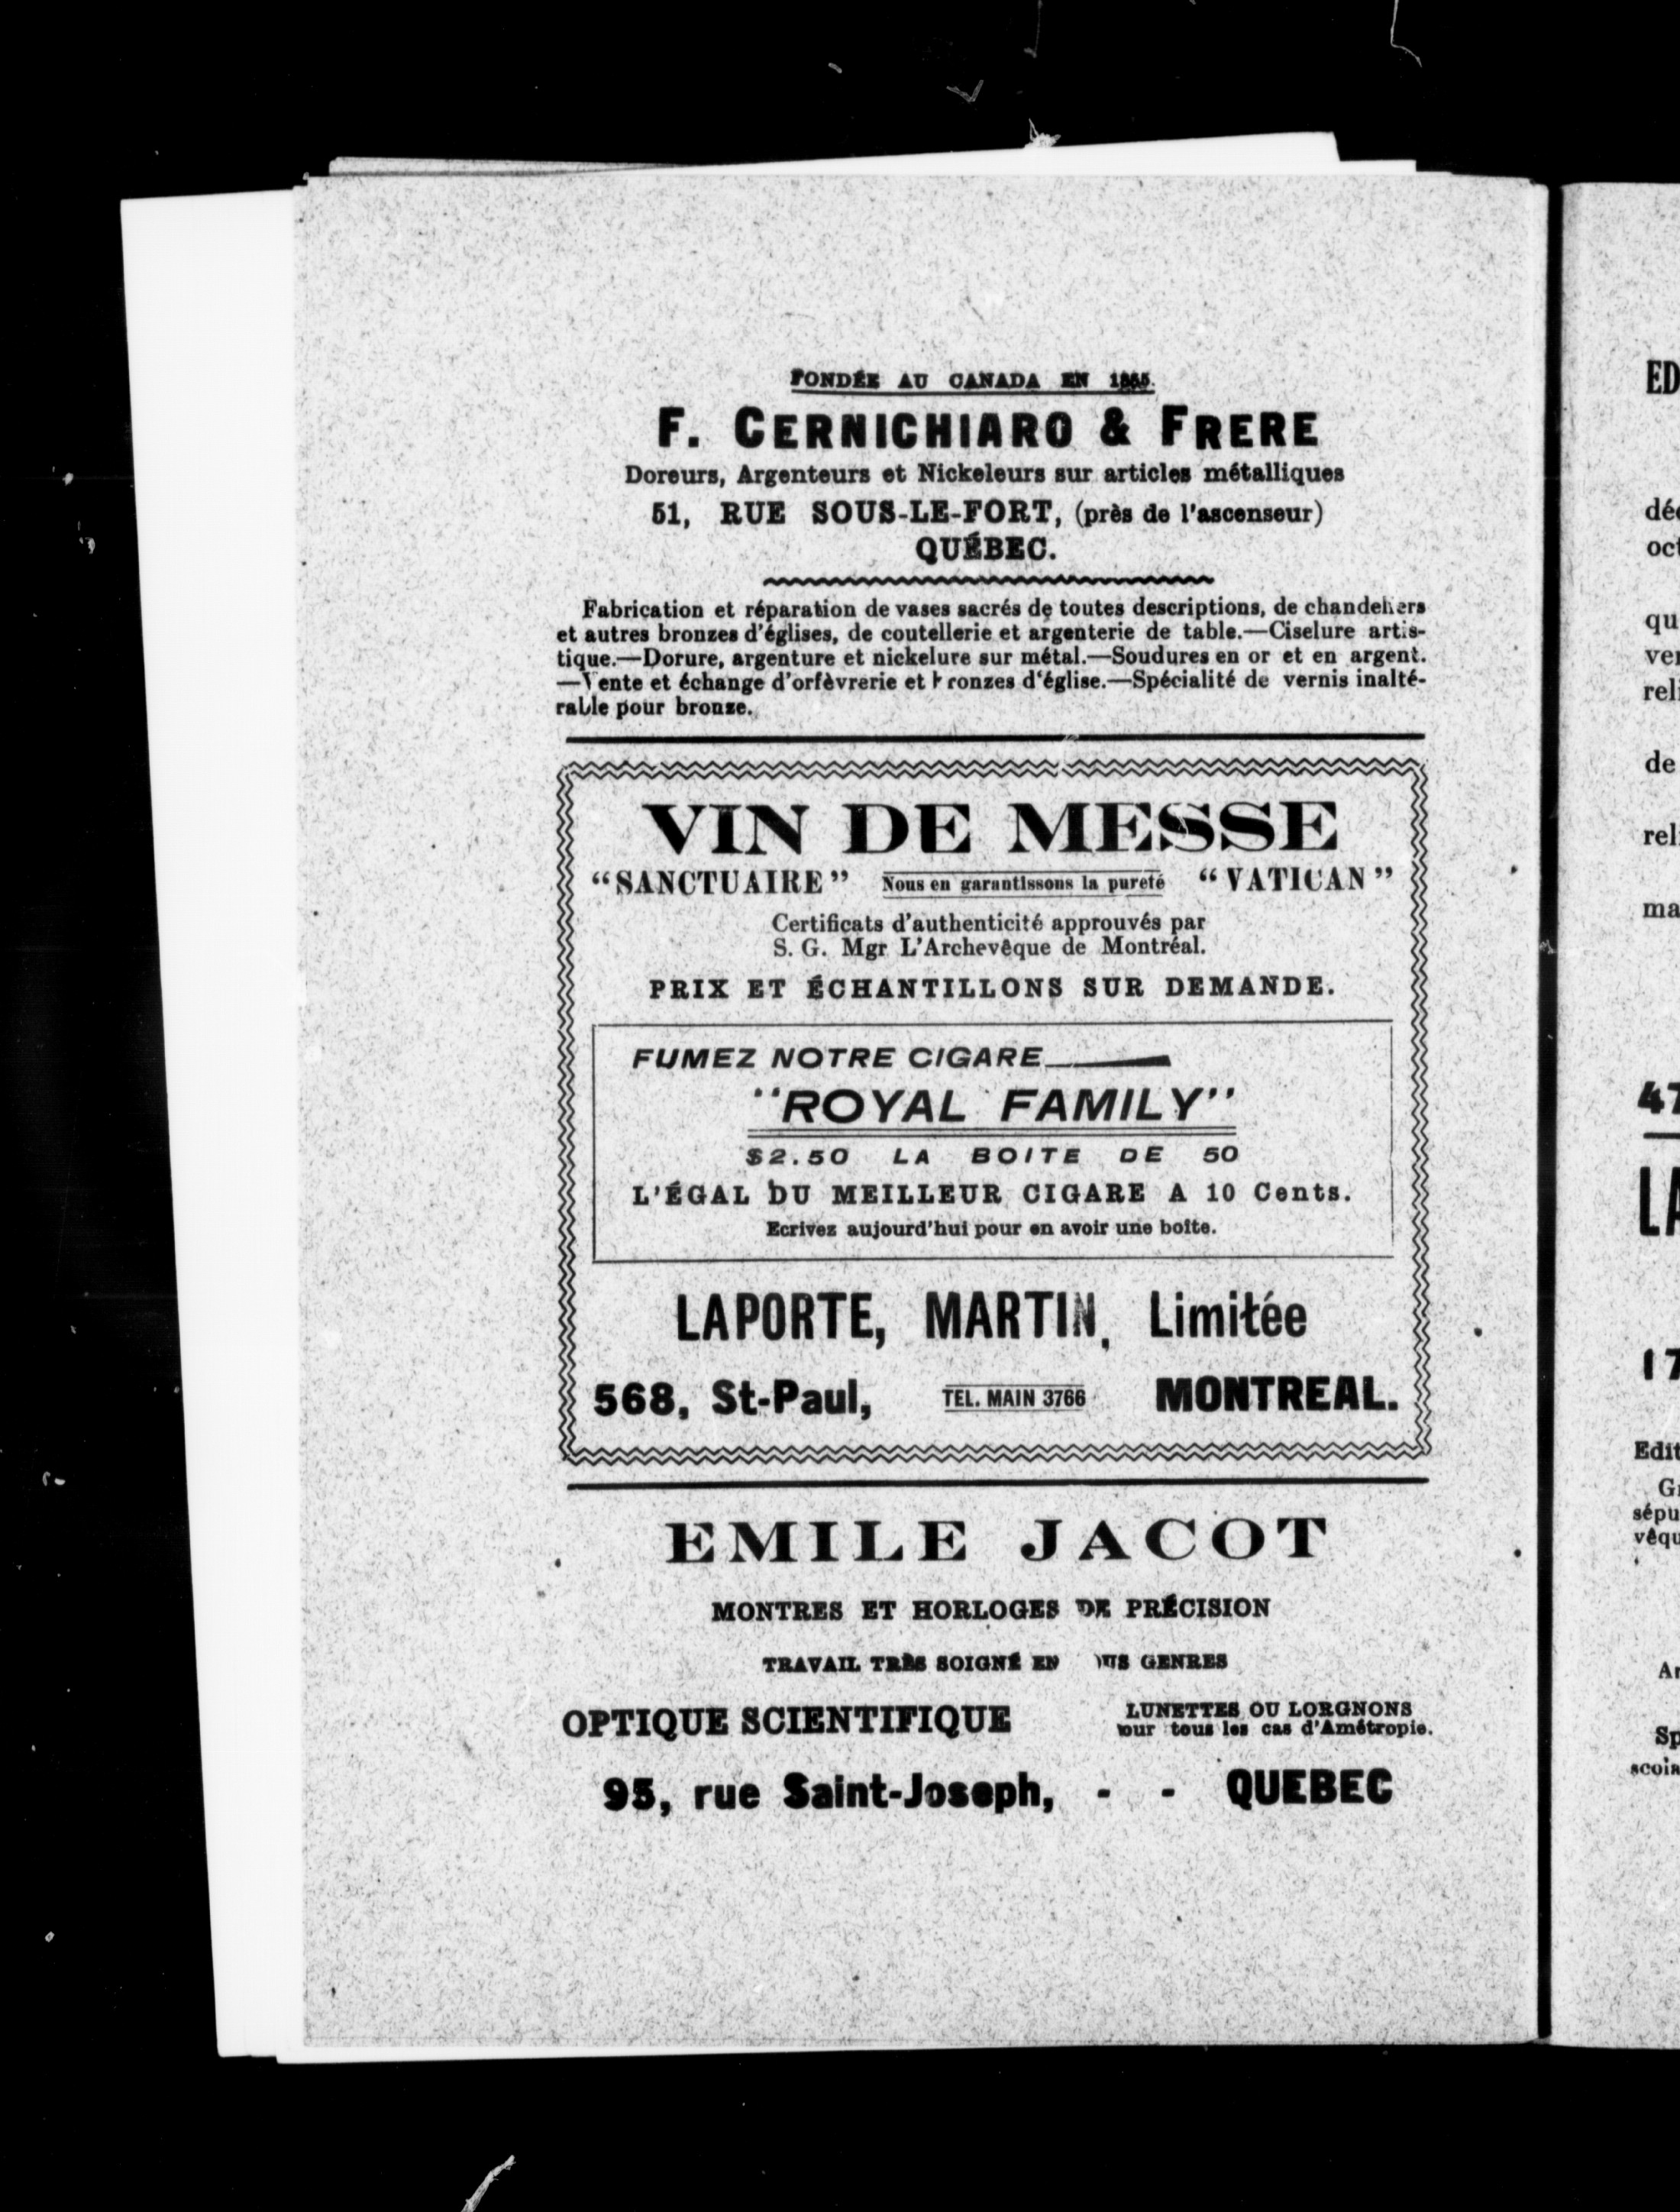 FONDÉE AU CANADA EN
F. CERNICHIARO & FRERE
Doreurs, Argenteurs et Nickeleurs sur articles métalliques
51, RUE SOUS-LE-FORT, (près de l'ascenseur)
QUÉBEC.
Fabrication et réparation de vases sacrés de toutes descriptions, de chandeliers
et autres bronzes d'églises, de coutellerie et argenterie de table.—Ciselure artis-
tique.—Dorure, argenture et nickelure sur métal.—Soudures en or et en argent.
—Vente et échange d'orfèvrerie et bronzes d'église.—Spécialité de vernis inalté-
rable pour bronze.
VIN DE MESSE
"SANCTUAIRE" Nous en garantissons la pureté "VATICAN"
Certificats d'authenticité approuvés par
S. G. Mgr L'Archevêque de Montréal.
PRIX ET ÉCHANTILLONS SUR DEMANDE.
FUMEZ NOTRE CIGARE
"ROYAL FAMILY"
$2.50 LA BOITE DE 50
L'ÉGAL DU MEILLEUR CIGARE A 10 Cents.
Ecrivez aujourd'hui pour en avoir une boîte.
LAPORTE, MARTIN, Limitée
568, St-Paul, TEL. MAIN 3766 MONTREAL.
EMILE JACOT
MONTRES ET HORLOGES DE PRÉCISION
TRAVAIL TRÈS SOIGNÉ EN GENRES
OPTIQUE SCIENTIFIQUE
LUNETTES OU LORGNONS
pour tous les cas d'Amétropie.
95, rue Saint-Joseph, - - QUEBEC